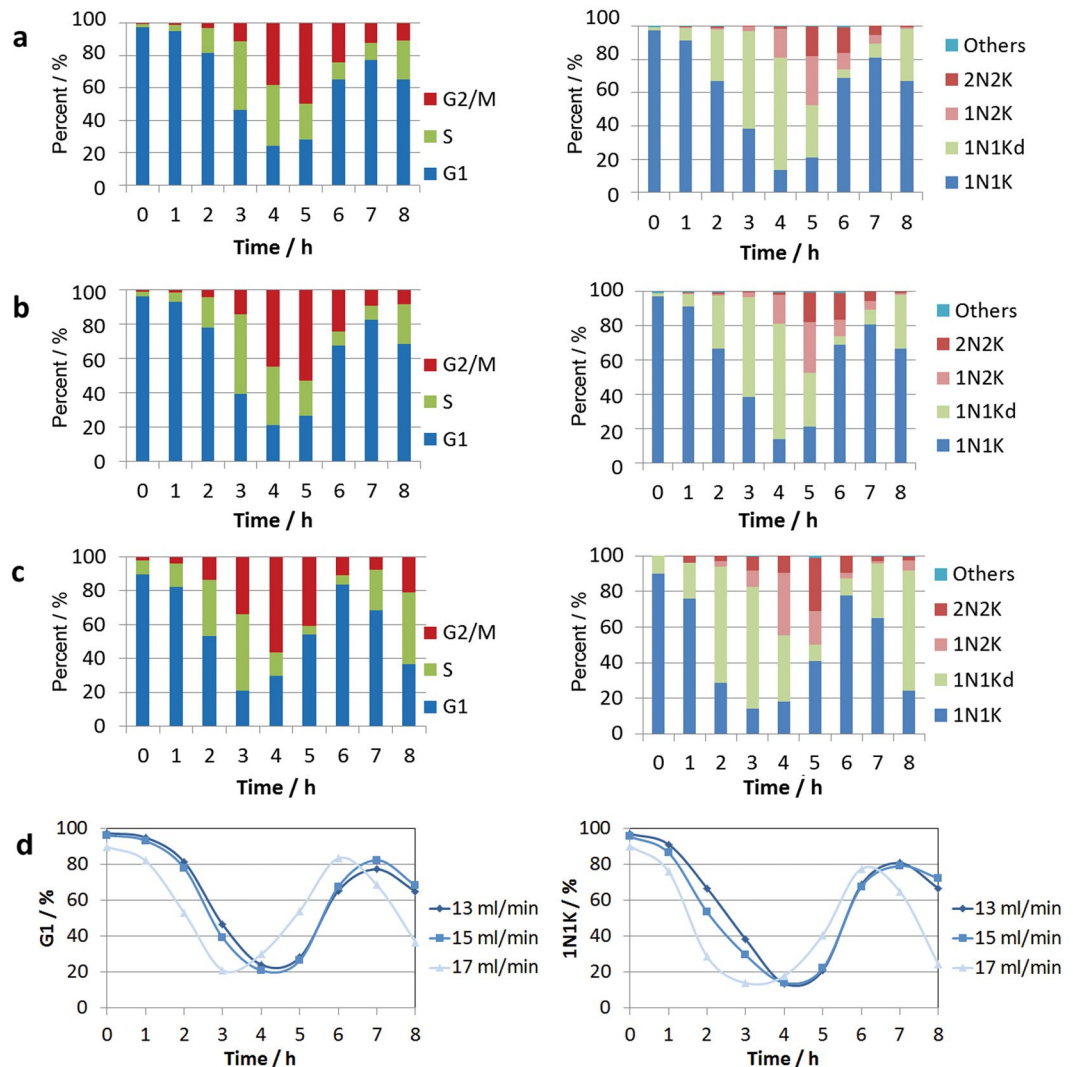 a
Percent / %
100
80
60
40
20
0
0 1 2 3 4 5 6 7 8
Time / h
G2/M
S
G1
Percent / %
100
80
60
40
20
0
0 1 2 3 4 5 6 7 8
Time / h
Others
2N2K
1N2K
1N1Kd
1N1K
b
Percent / %
100
80
60
40
20
0
0 1 2 3 4 5 6 7 8
Time / h
G2/M
S
G1
Percent / %
100
80
60
40
20
0
0 1 2 3 4 5 6 7 8
Time / h
Others
2N2K
1N2K
1N1Kd
1N1K
c
Percent / %
100
80
60
40
20
0
0 1 2 3 4 5 6 7 8
Time / h
G2/M
S
G1
Percent / %
100
80
60
40
20
0
0 1 2 3 4 5 6 7 8
Time / h
Others
2N2K
1N2K
1N1Kd
1N1K
d
G1 / %
100
80
60
40
20
0
0 1 2 3 4 5 6 7 8
Time / h
13 ml/min
15 ml/min
17 ml/min
1N1K / %
100
80
60
40
20
0
0 1 2 3 4 5 6 7 8
Time / h
13 ml/min
15 ml/min
17 ml/min